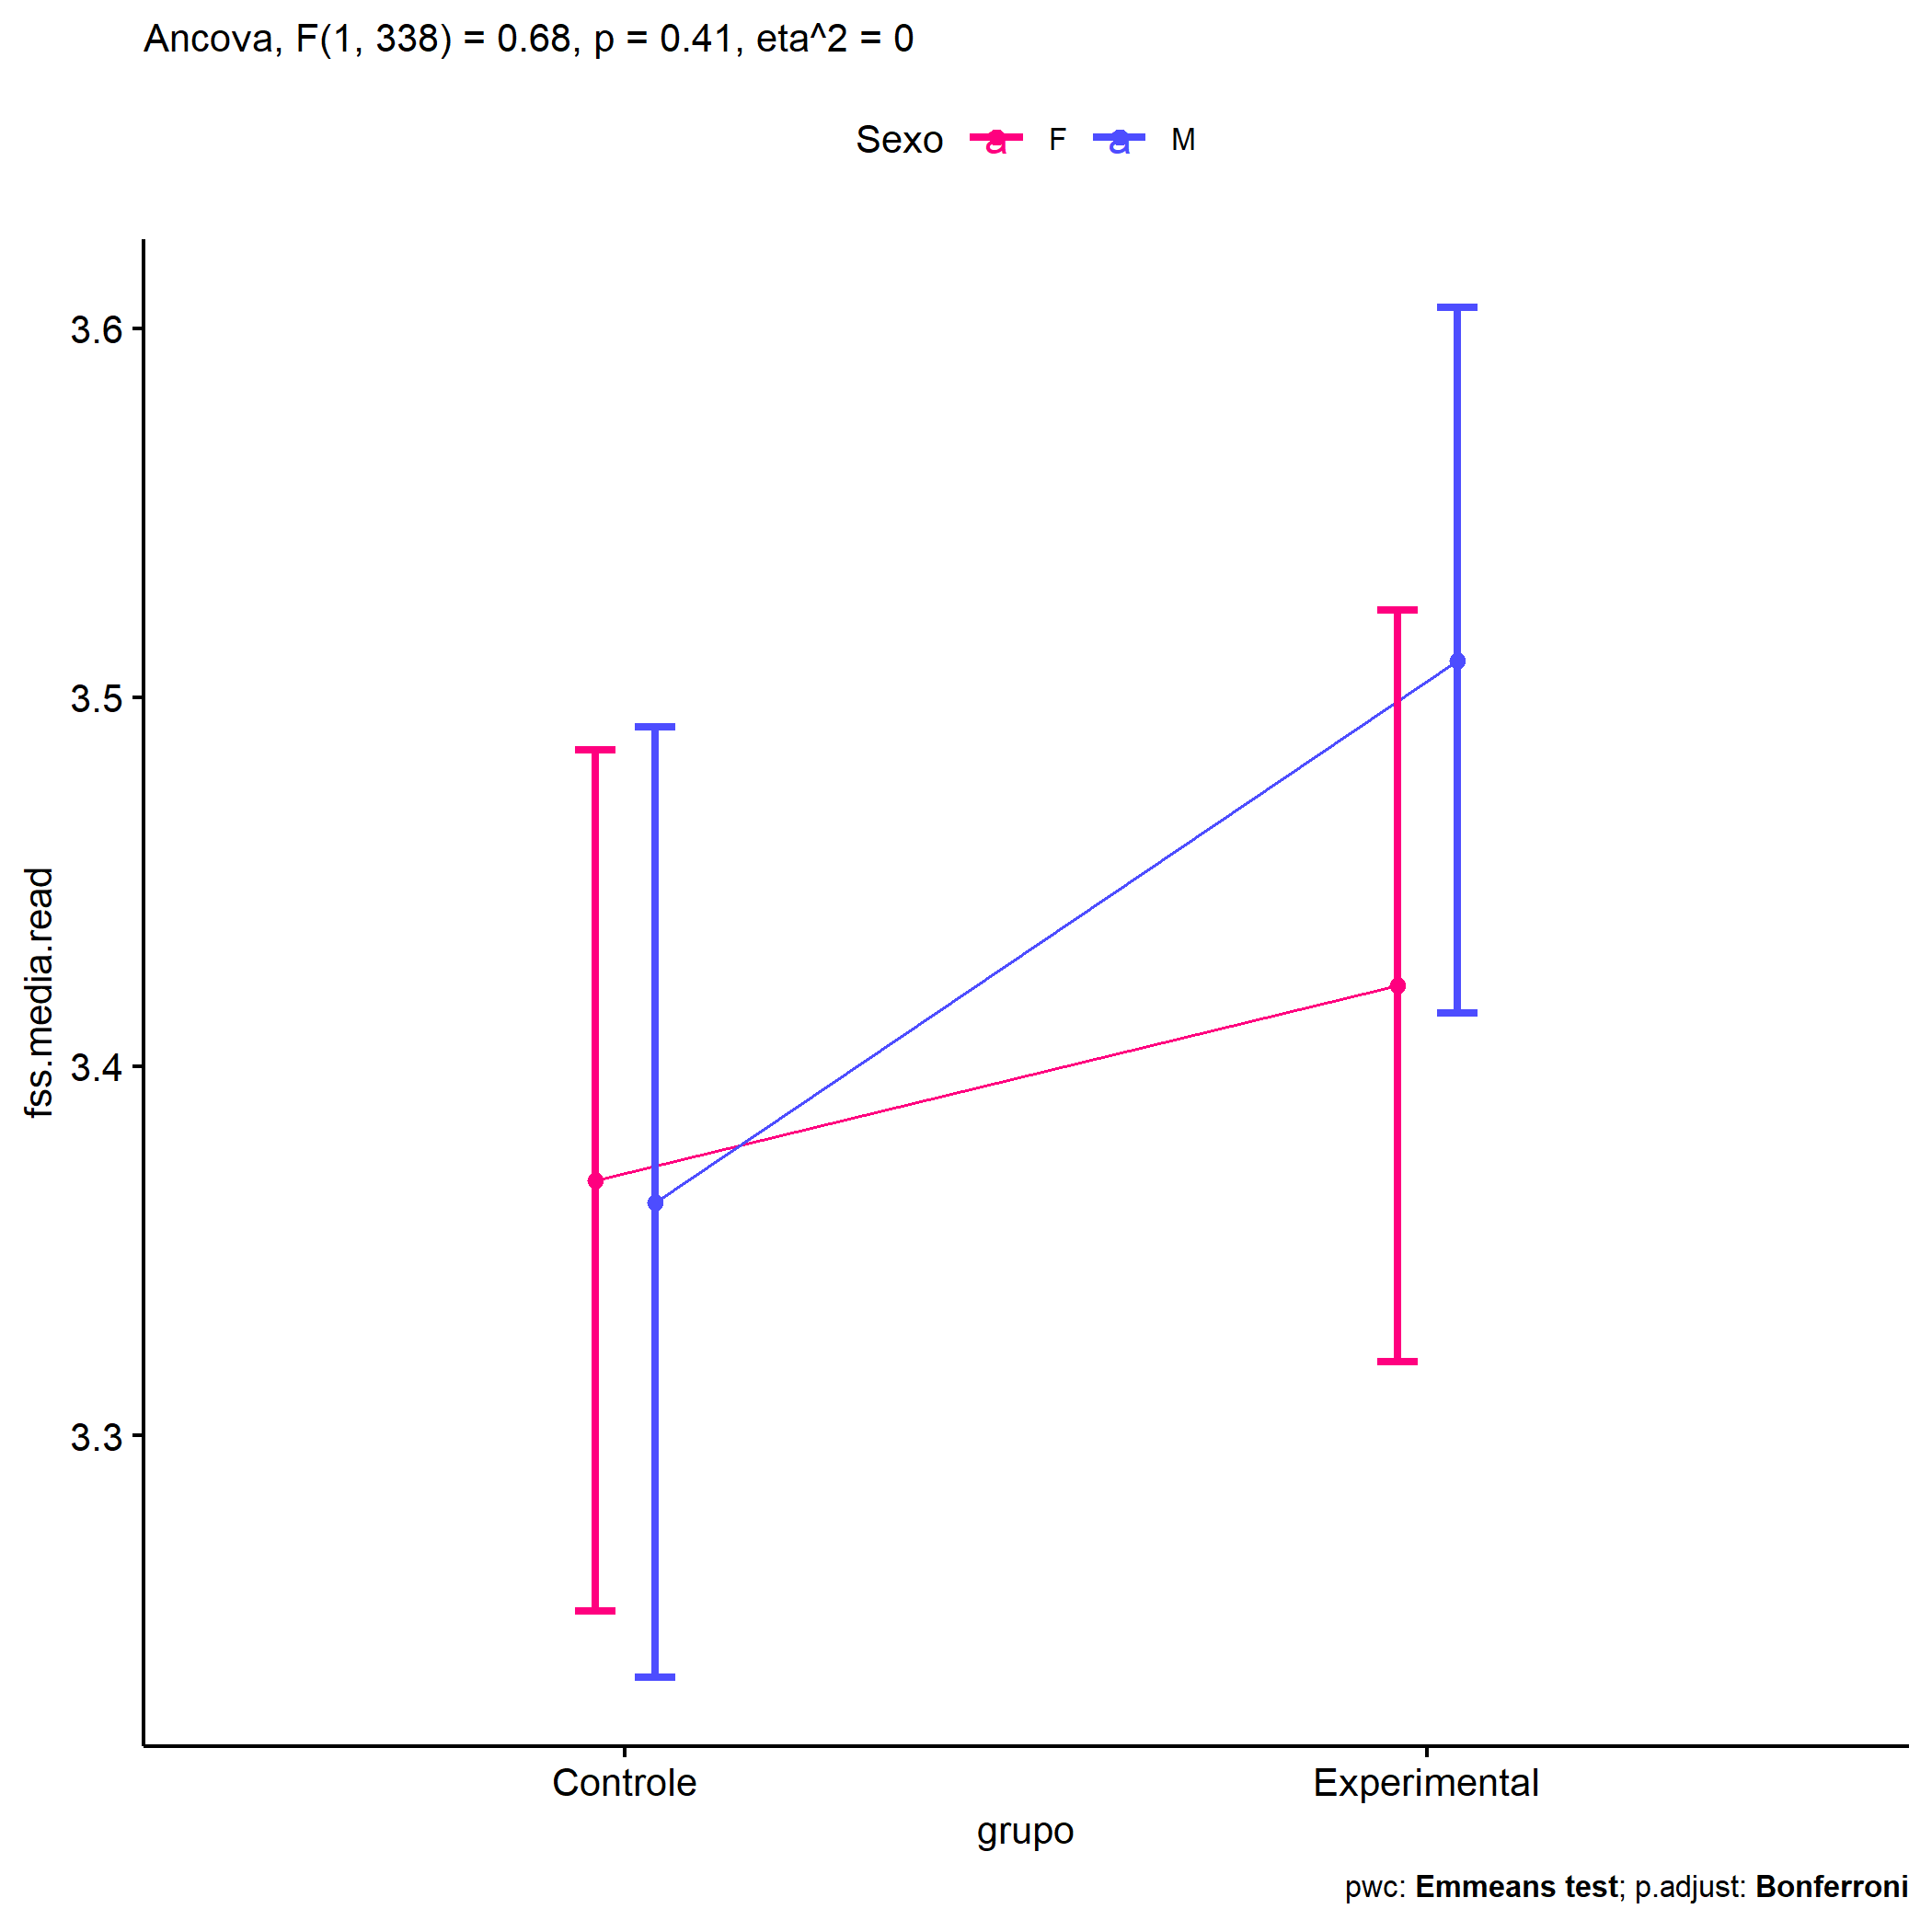 Ancova, F(1, 338) = 0.68, p = 0.41, eta^2 = 0
Sexo a F a M
3.6
3.5
3.4
3.3
fss.media.read
Controle Experimental
grupo
pwc: Emmeans test; p.adjust: Bonferroni